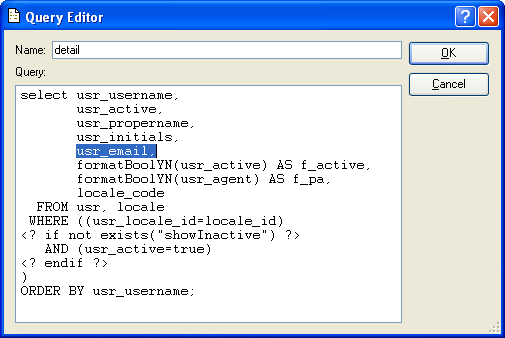 Query Editor
Name: detail
OK
Query:
Cancel
select usr_username,
usr_active,
usr_propername,
usr_initials,
usr_email,
formatBoolYN(usr_active) AS f_active,
formatBoolYN(usr_agent) AS f_pa,
locale_code
FROM usr, locale
WHERE ((usr_locale_id=locale_id)
<? if not exists("showInactive") ?>
AND (usr_active=true)
<? endif ?>
)
ORDER BY usr_username;